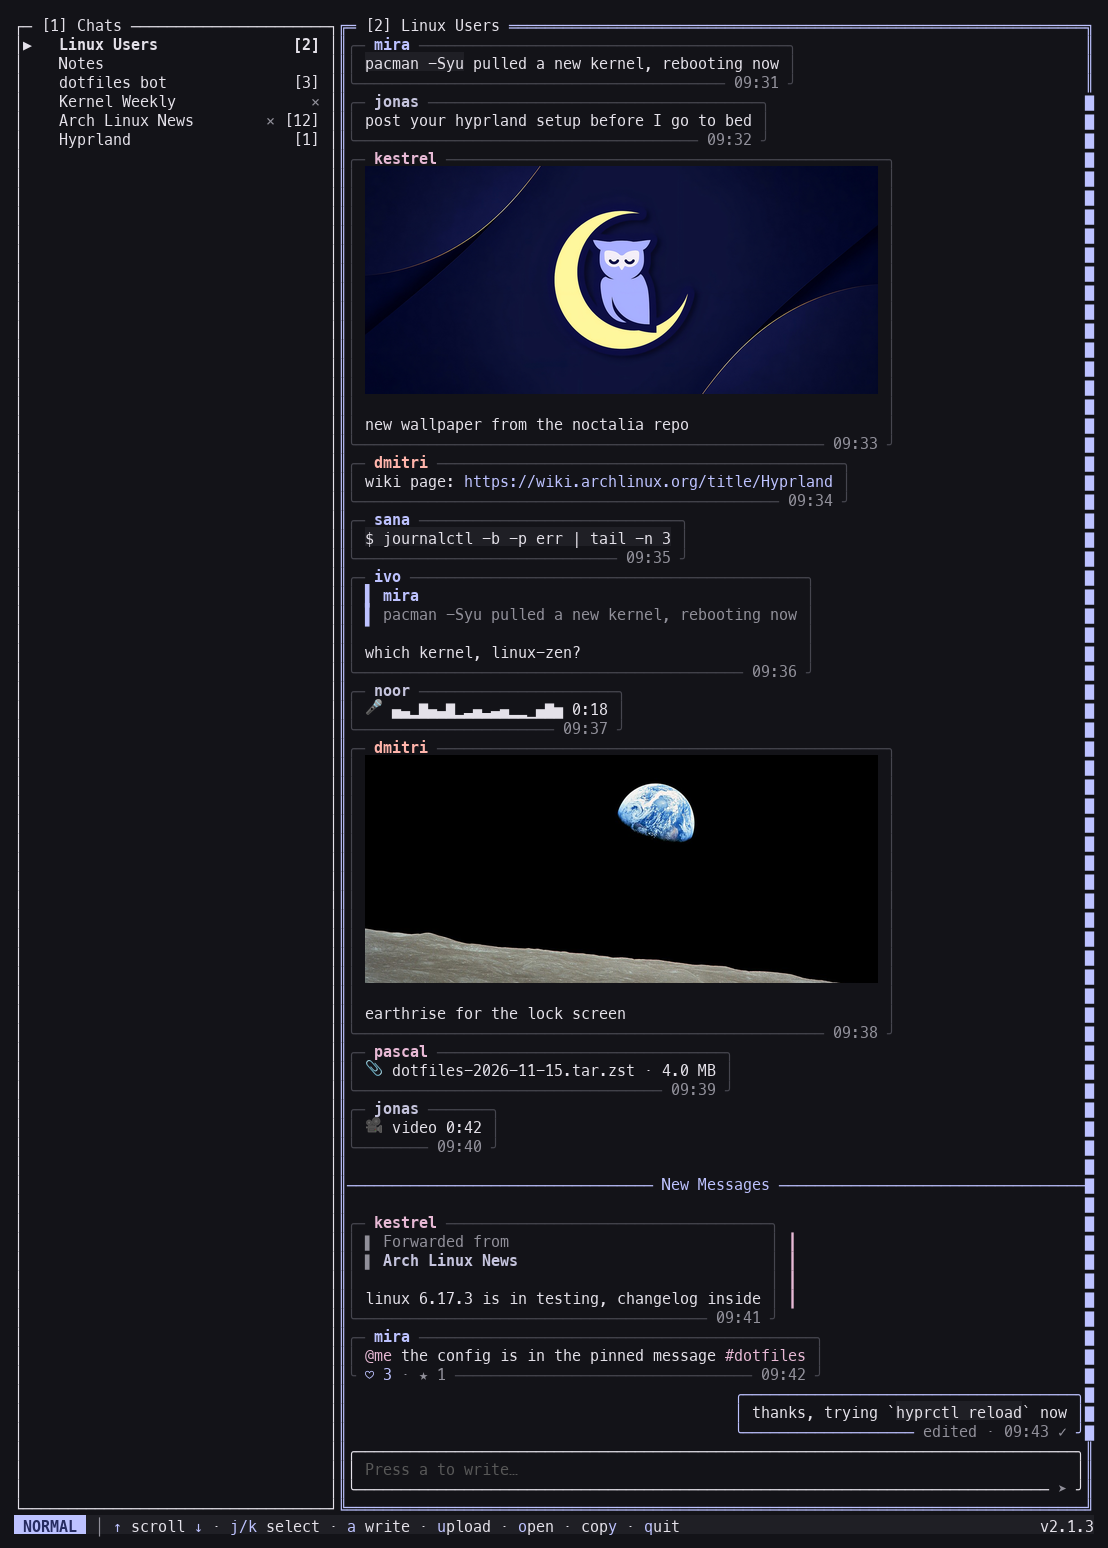 [1] Chats
▶ Linux Users [2]
Notes
dotfiles bot [3]
Kernel Weekly ×
Arch Linux News × [12]
Hyprland [1]
[2] Linux Users
mira
pacman -Syu pulled a new kernel, rebooting now
09:31
jonas
post your hyprland setup before I go to bed
09:32
kestrel
new wallpaper from the noctalia repo
09:33
dmitri
wiki page: https://wiki.archlinux.org/title/Hyprland
09:34
sana
$ journalctl -b -p err | tail -n 3
09:35
ivo
mira
pacman -Syu pulled a new kernel, rebooting now
which kernel, linux-zen?
09:36
noor
🎤 0:18
09:37
dmitri
earthrise for the lock screen
09:38
pascal
📎 dotfiles-2026-11-15.tar.zst · 4.0 MB
09:39
jonas
🎥 video 0:42
09:40
New Messages
kestrel
Forwarded from
Arch Linux News
linux 6.17.3 is in testing, changelog inside
09:41
mira
@me the config is in the pinned message #dotfiles
♡ 3 · ★ 1 09:42
thanks, trying `hyprctl reload` now
edited · 09:43 ✓
Press a to write…
➤
NORMAL │ ↑ scroll ↓ · j/k select · a write · upload · open · copy · quit v2.1.3